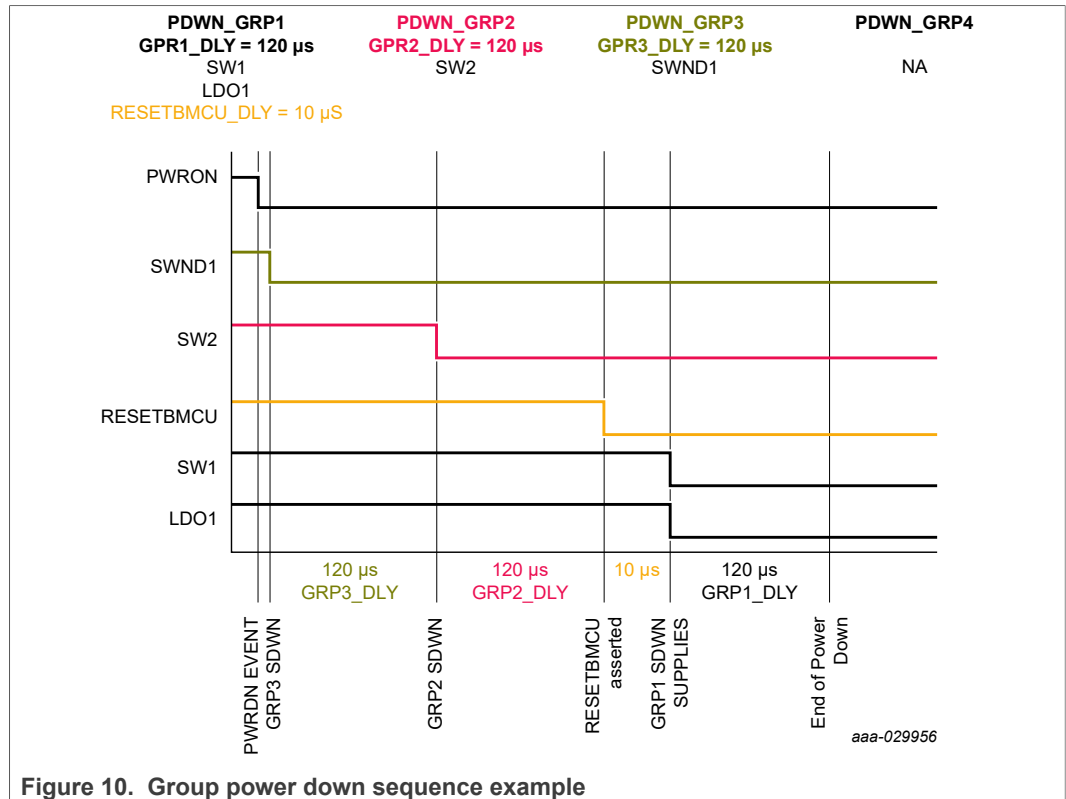 PDWN_GRP1
GPR1_DLY = 120 µs
SW1
LDO1
RESETBMCU_DLY = 10 µS
PDWN_GRP2
GPR2_DLY = 120 µs
SW2
PDWN_GRP3
GPR3_DLY = 120 µs
SWND1
PDWN_GRP4
NA
PWRON
SWND1
SW2
RESETBMCU
SW1
LDO1
120 µs
GRP3_DLY
120 µs
GRP2_DLY
10 µs
120 µs
GRP1_DLY
PWRDN EVENT
GRP3 SDWN
GRP2 SDWN
RESETBMCU
asserted
GRP1 SDWN
SUPPLIES
End of Power
Down
aaa-029956
Figure 10. Group power down sequence example